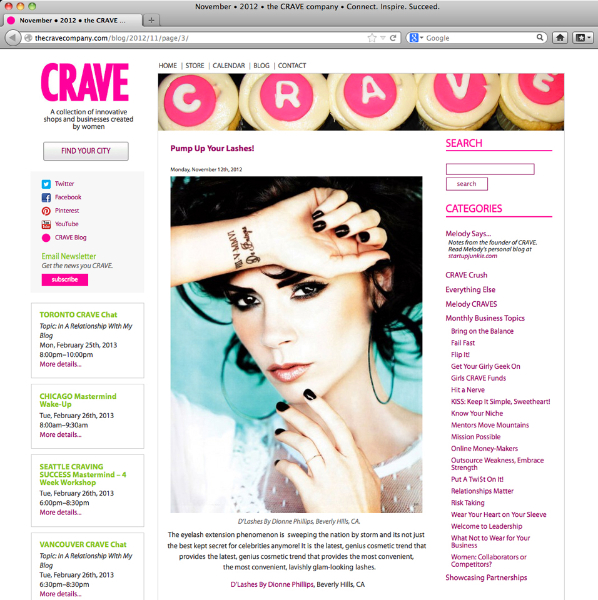 November • 2012 • the CRAVE company • Connect. Inspire. Succeed.
November • 2012 • the CRAVE ...
thecravecompany.com/blog/2012/11/page/3/
Google
CRAVE
A collection of innovative
shops and businesses created
by women
FIND YOUR CITY
Twitter
Facebook
Pinterest
YouTube
CRAVE Blog
Email Newsletter
Get the news you CRAVE.
subscribe
TORONTO CRAVE Chat
Topic: In A Relationship With My
Blog
Mon, February 25th, 2013
8:00pm–10:00pm
More details...
CHICAGO Mastermind
Wake-Up
Tue, February 26th, 2013
8:00am–9:30am
More details...
SEATTLE CRAVING
SUCCESS Mastermind – 4
Week Workshop
Tue, February 26th, 2013
6:30pm–8:30pm
More details...
VANCOUVER CRAVE Chat
Topic: In A Relationship With My
Blog
Tue, February 26th, 2013
HOME | STORE | CALENDAR | BLOG | CONTACT
C R A V E
Pump Up Your Lashes!
Monday, November 12th, 2012
D'Lashes By Dionne Phillips, Beverly Hills, CA.
The eyelash extension phenomenon is sweeping the nation by storm and its not just
the best kept secret for celebrities anymore! It is the latest, genius cosmetic trend that
provides the latest, genius cosmetic trend that provides the most convenient,
the most convenient, lavishly glam-looking lashes.
D'Lashes By Dionne Phillips, Beverly Hills, CA
SEARCH
search
CATEGORIES
Melody Says...
Notes from the founder of CRAVE.
Read Melody's personal blog at
startupjunkie.com
CRAVE Crush
Everything Else
Melody CRAVES
Monthly Business Topics
Bring on the Balance
Fail Fast
Flip It!
Get Your Girly Geek On
Girls CRAVE Funds
Hit a Nerve
KISS: Keep It Simple, Sweetheart!
Know Your Niche
Mentors Move Mountains
Mission Possible
Online Money-Makers
Outsource Weakness, Embrace
Strength
Put A Twi5t On It!
Relationships Matter
Risk Taking
Wear Your Heart on Your Sleeve
Welcome to Leadership
What Not to Wear for Your
Business
Women: Collaborators or
Competitors?
Showcasing Partnerships